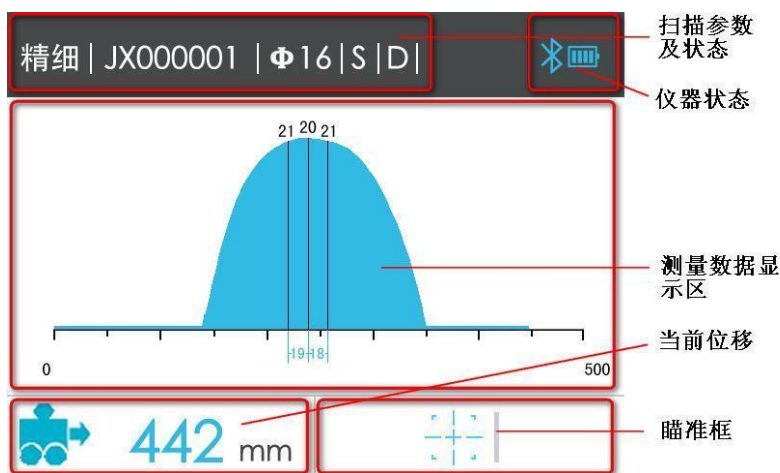 精细 | JX000001 | Φ16 | S | D |
扫描参数
及状态
仪器状态
21 20 21
测量数据显
示区
19 18
0 500
当前位移
442 mm
瞄准框